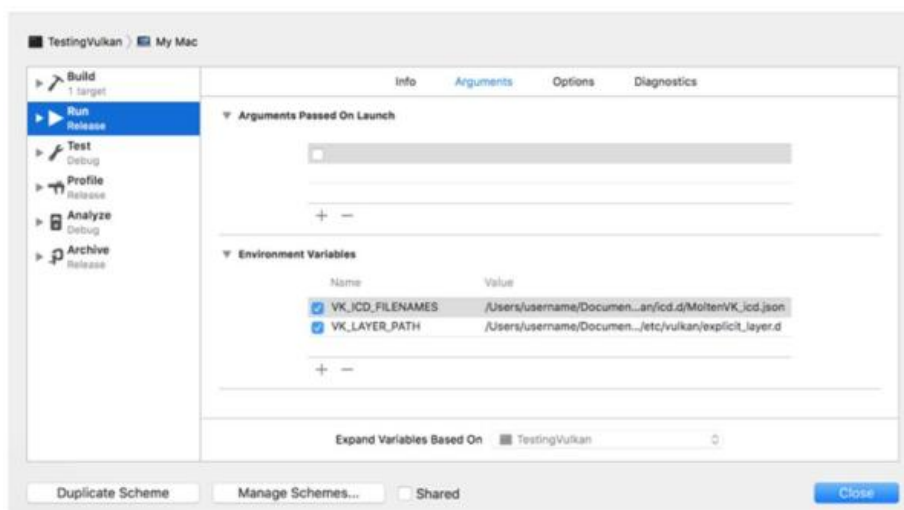 TestingVulkan 〉 My Mac
Build
1 target
Run
Release
Test
Debug
Profile
Release
Analyze
Debug
Archive
Release
Info Arguments Options Diagnostics
Arguments Passed On Launch
+ −
Environment Variables
Name Value
VK_ICD_FILENAMES /Users/username/Documen...an/icd.d/MoltenVK_icd.json
VK_LAYER_PATH /Users/username/Documen.../etc/vulkan/explicit_layer.d
+ −
Expand Variables Based On TestingVulkan
Duplicate Scheme Manage Schemes... Shared Close